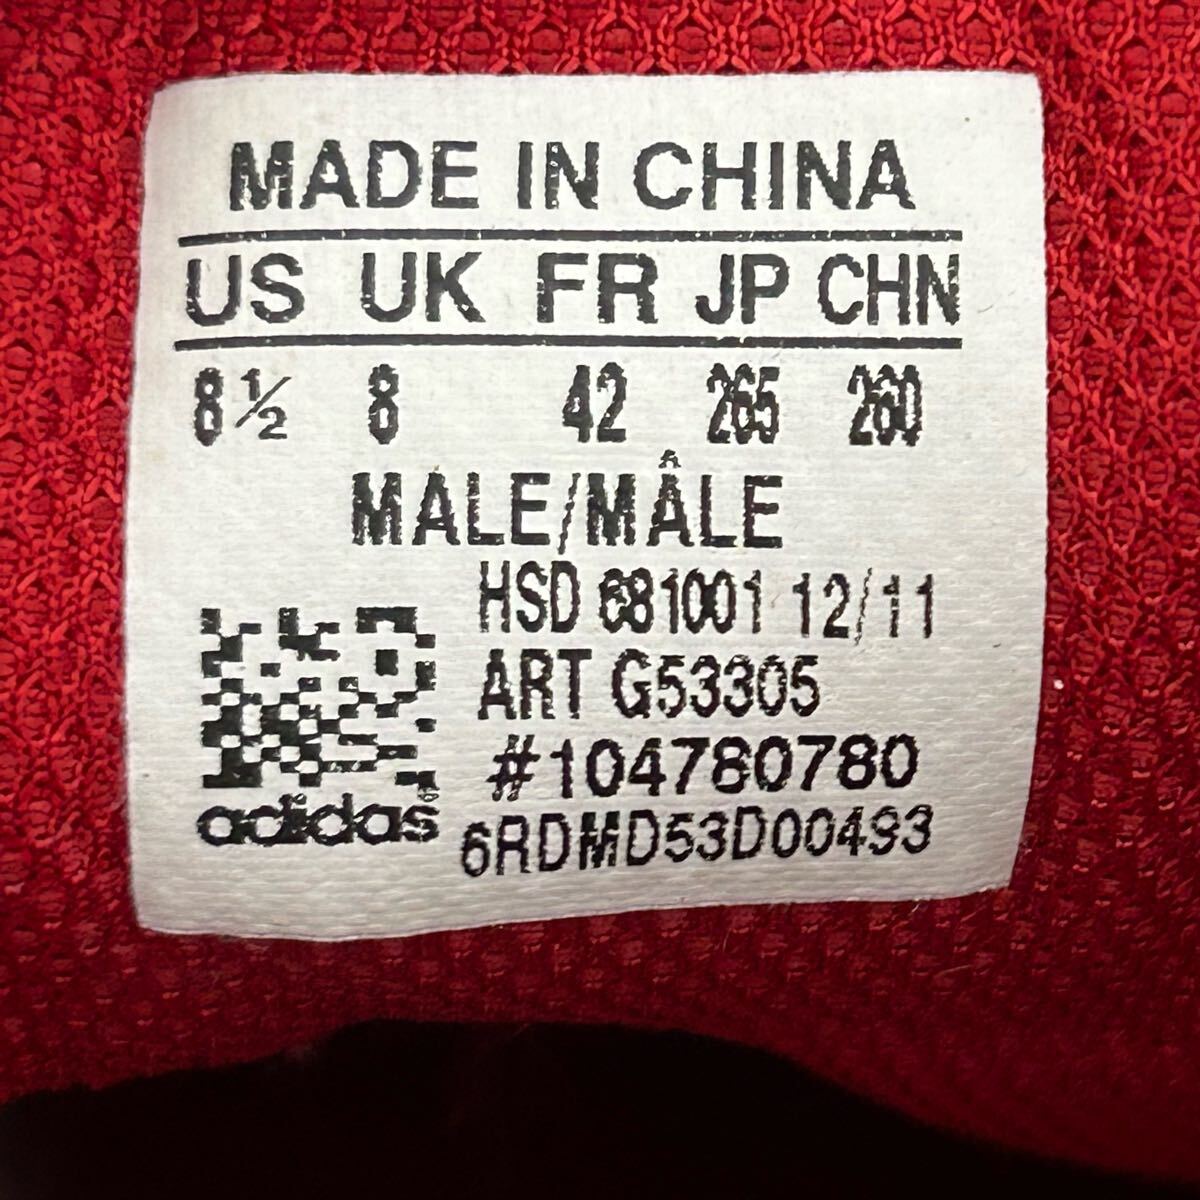 MADE IN CHINA
US UK FR JP CHN
8½ 8 42 265 260
MALE/MÂLE
HSD 681001 12/11
ART G53305
#104780780
adidas 6RDMD53D00493